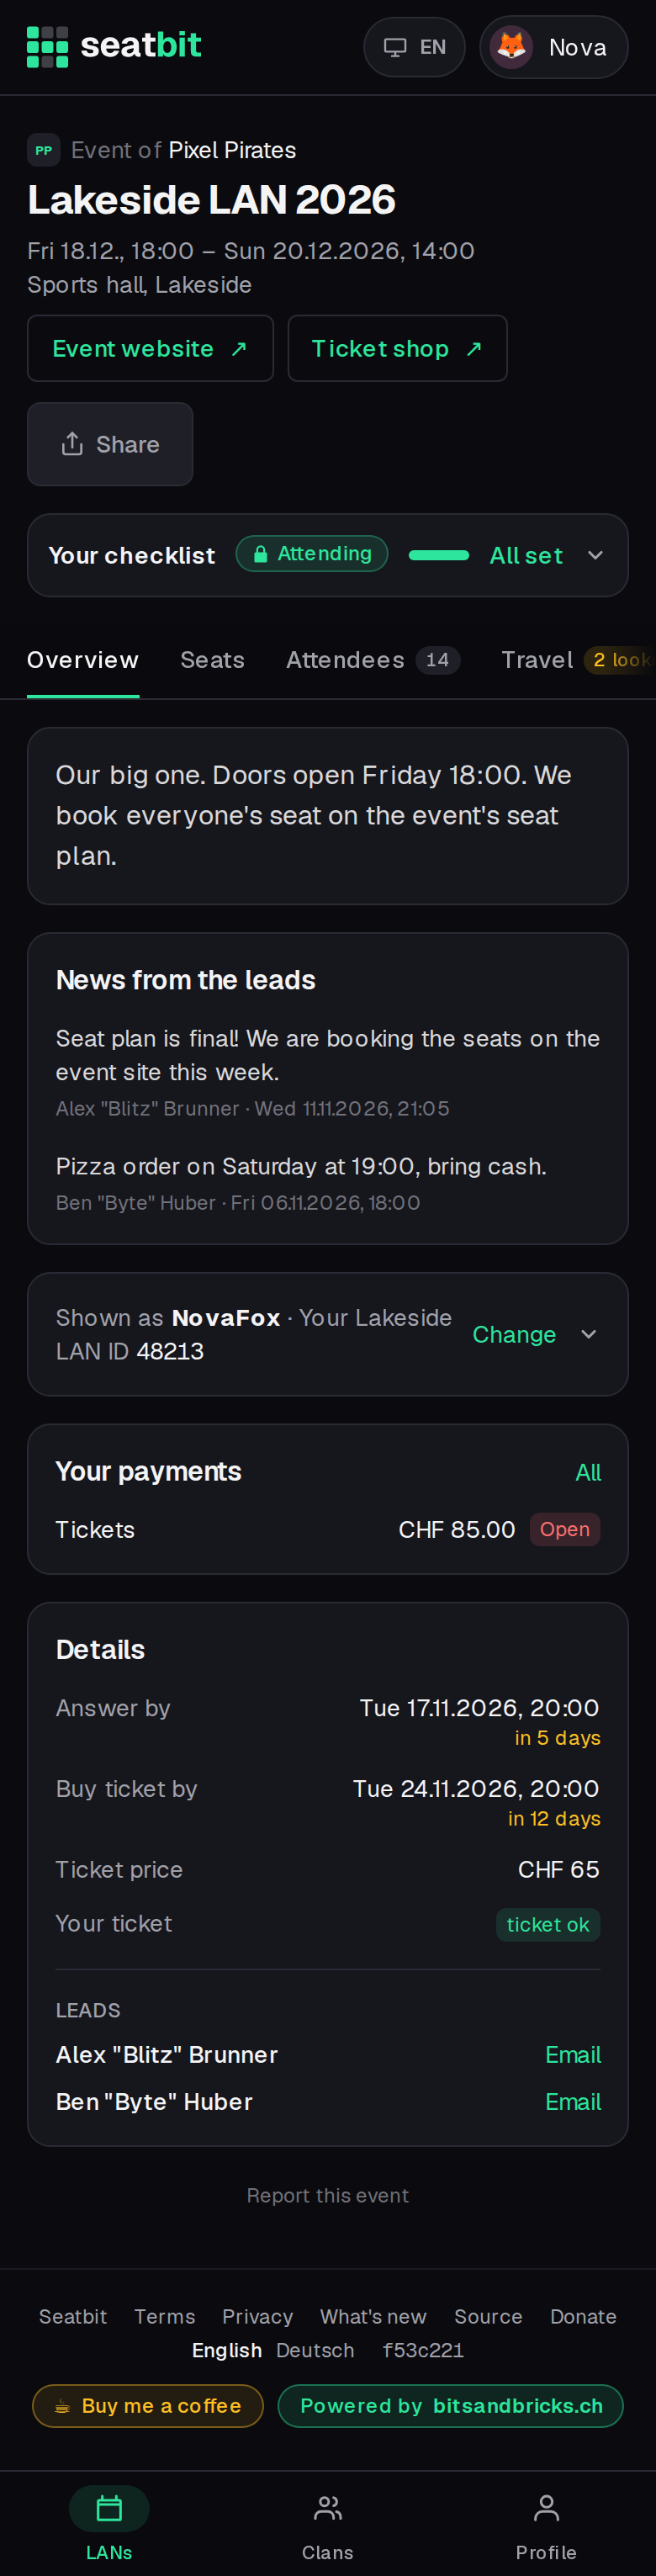 seatbit
EN
Nova
PP Event of Pixel Pirates
Lakeside LAN 2026
Fri 18.12., 18:00 – Sun 20.12.2026, 14:00
Sports hall, Lakeside
Event website ↗
Ticket shop ↗
Share
Your checklist Attending All set
Overview Seats Attendees 14 Travel 2 look
Our big one. Doors open Friday 18:00. We
book everyone's seat on the event's seat
plan.
News from the leads
Seat plan is final! We are booking the seats on the
event site this week.
Alex "Blitz" Brunner · Wed 11.11.2026, 21:05
Pizza order on Saturday at 19:00, bring cash.
Ben "Byte" Huber · Fri 06.11.2026, 18:00
Shown as NovaFox · Your Lakeside
LAN ID 48213
Change
Your payments All
Tickets CHF 85.00 Open
Details
Answer by Tue 17.11.2026, 20:00
in 5 days
Buy ticket by Tue 24.11.2026, 20:00
in 12 days
Ticket price CHF 65
Your ticket ticket ok
LEADS
Alex "Blitz" Brunner Email
Ben "Byte" Huber Email
Report this event
Seatbit Terms Privacy What's new Source Donate
English Deutsch f53c221
Buy me a coffee Powered by bitsandbricks.ch
LANs Clans Profile